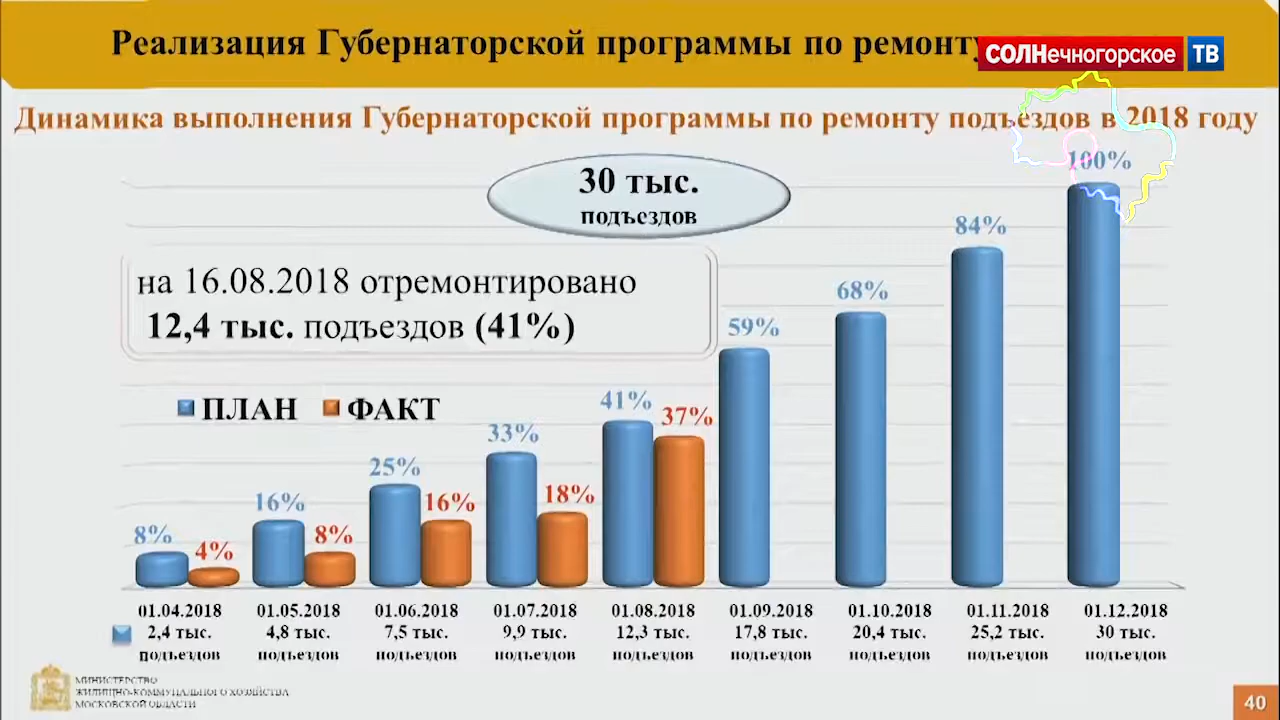 Реализация Губернаторской программы по ремонту
СОЛНечногорское ТВ
Динамика выполнения Губернаторской программы по ремонту подъездов в 2018 году
30 тыс.
подъездов
на 16.08.2018 отремонтировано
12,4 тыс. подъездов (41%)
ПЛАН ФАКТ
8% 4% 16% 8% 25% 16% 33% 18% 41% 37% 59% 68% 84% 100%
01.04.2018 01.05.2018 01.06.2018 01.07.2018 01.08.2018 01.09.2018 01.10.2018 01.11.2018 01.12.2018
2,4 тыс. 4,8 тыс. 7,5 тыс. 9,9 тыс. 12,3 тыс. 17,8 тыс. 20,4 тыс. 25,2 тыс. 30 тыс.
подъездов подъездов подъездов подъездов подъездов подъездов подъездов подъездов подъездов
МИНИСТЕРСТВО
ЖИЛИЩНО-КОММУНАЛЬНОГО ХОЗЯЙСТВА
МОСКОВСКОЙ ОБЛАСТИ
40